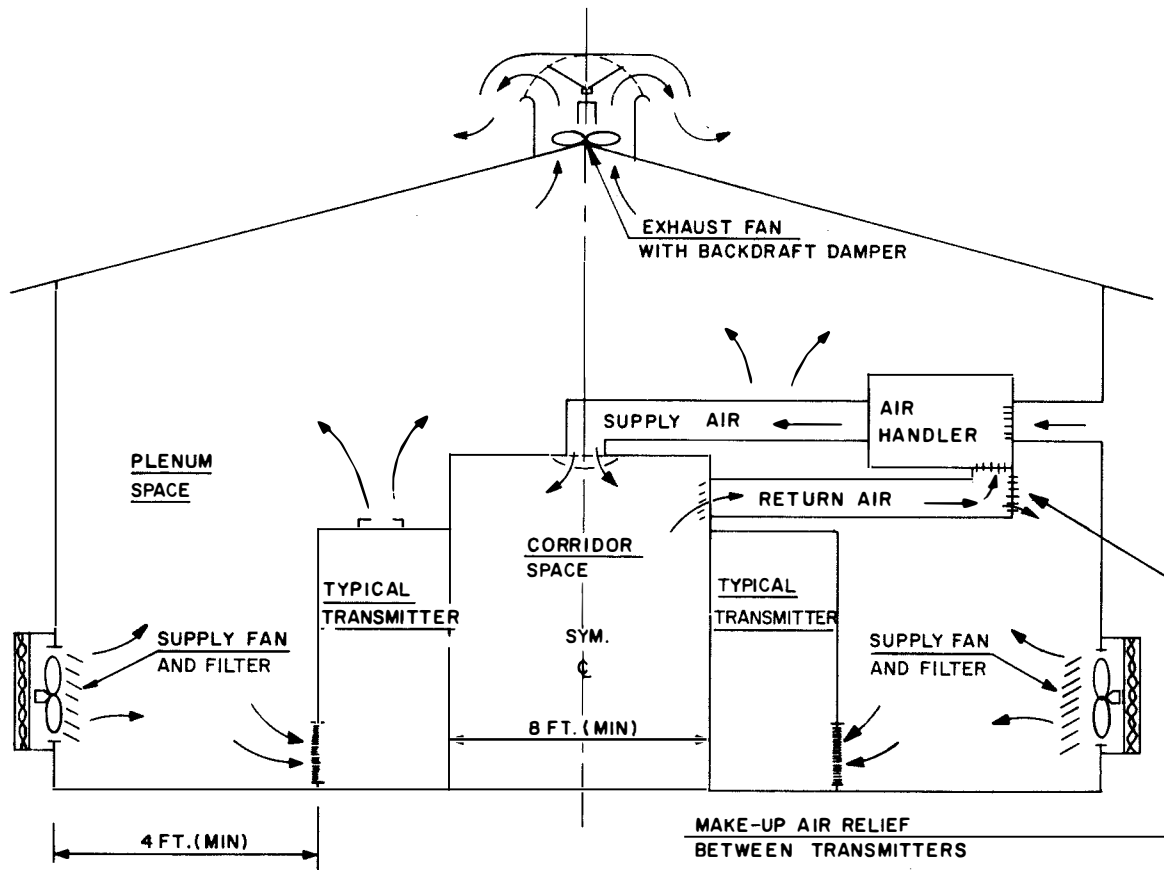 EXHAUST FAN
WITH BACKDRAFT DAMPER
SUPPLY AIR
AIR
HANDLER
PLENUM
SPACE
RETURN AIR
CORRIDOR
SPACE
TYPICAL
TRANSMITTER
TYPICAL
TRANSMITTER
SUPPLY FAN
AND FILTER
SYM.
℄
SUPPLY FAN
AND FILTER
8 FT. (MIN)
4 FT. (MIN)
MAKE-UP AIR RELIEF
BETWEEN TRANSMITTERS